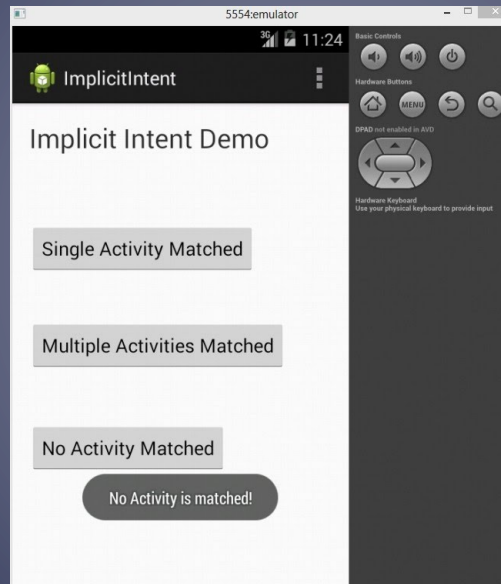 5554:emulator
3G 11:24
ImplicitIntent
Implicit Intent Demo
Single Activity Matched
Multiple Activities Matched
No Activity Matched
No Activity is matched!
Basic Controls
Hardware Buttons
MENU
DPAD not enabled in AVD
Hardware Keyboard
Use your physical keyboard to provide input